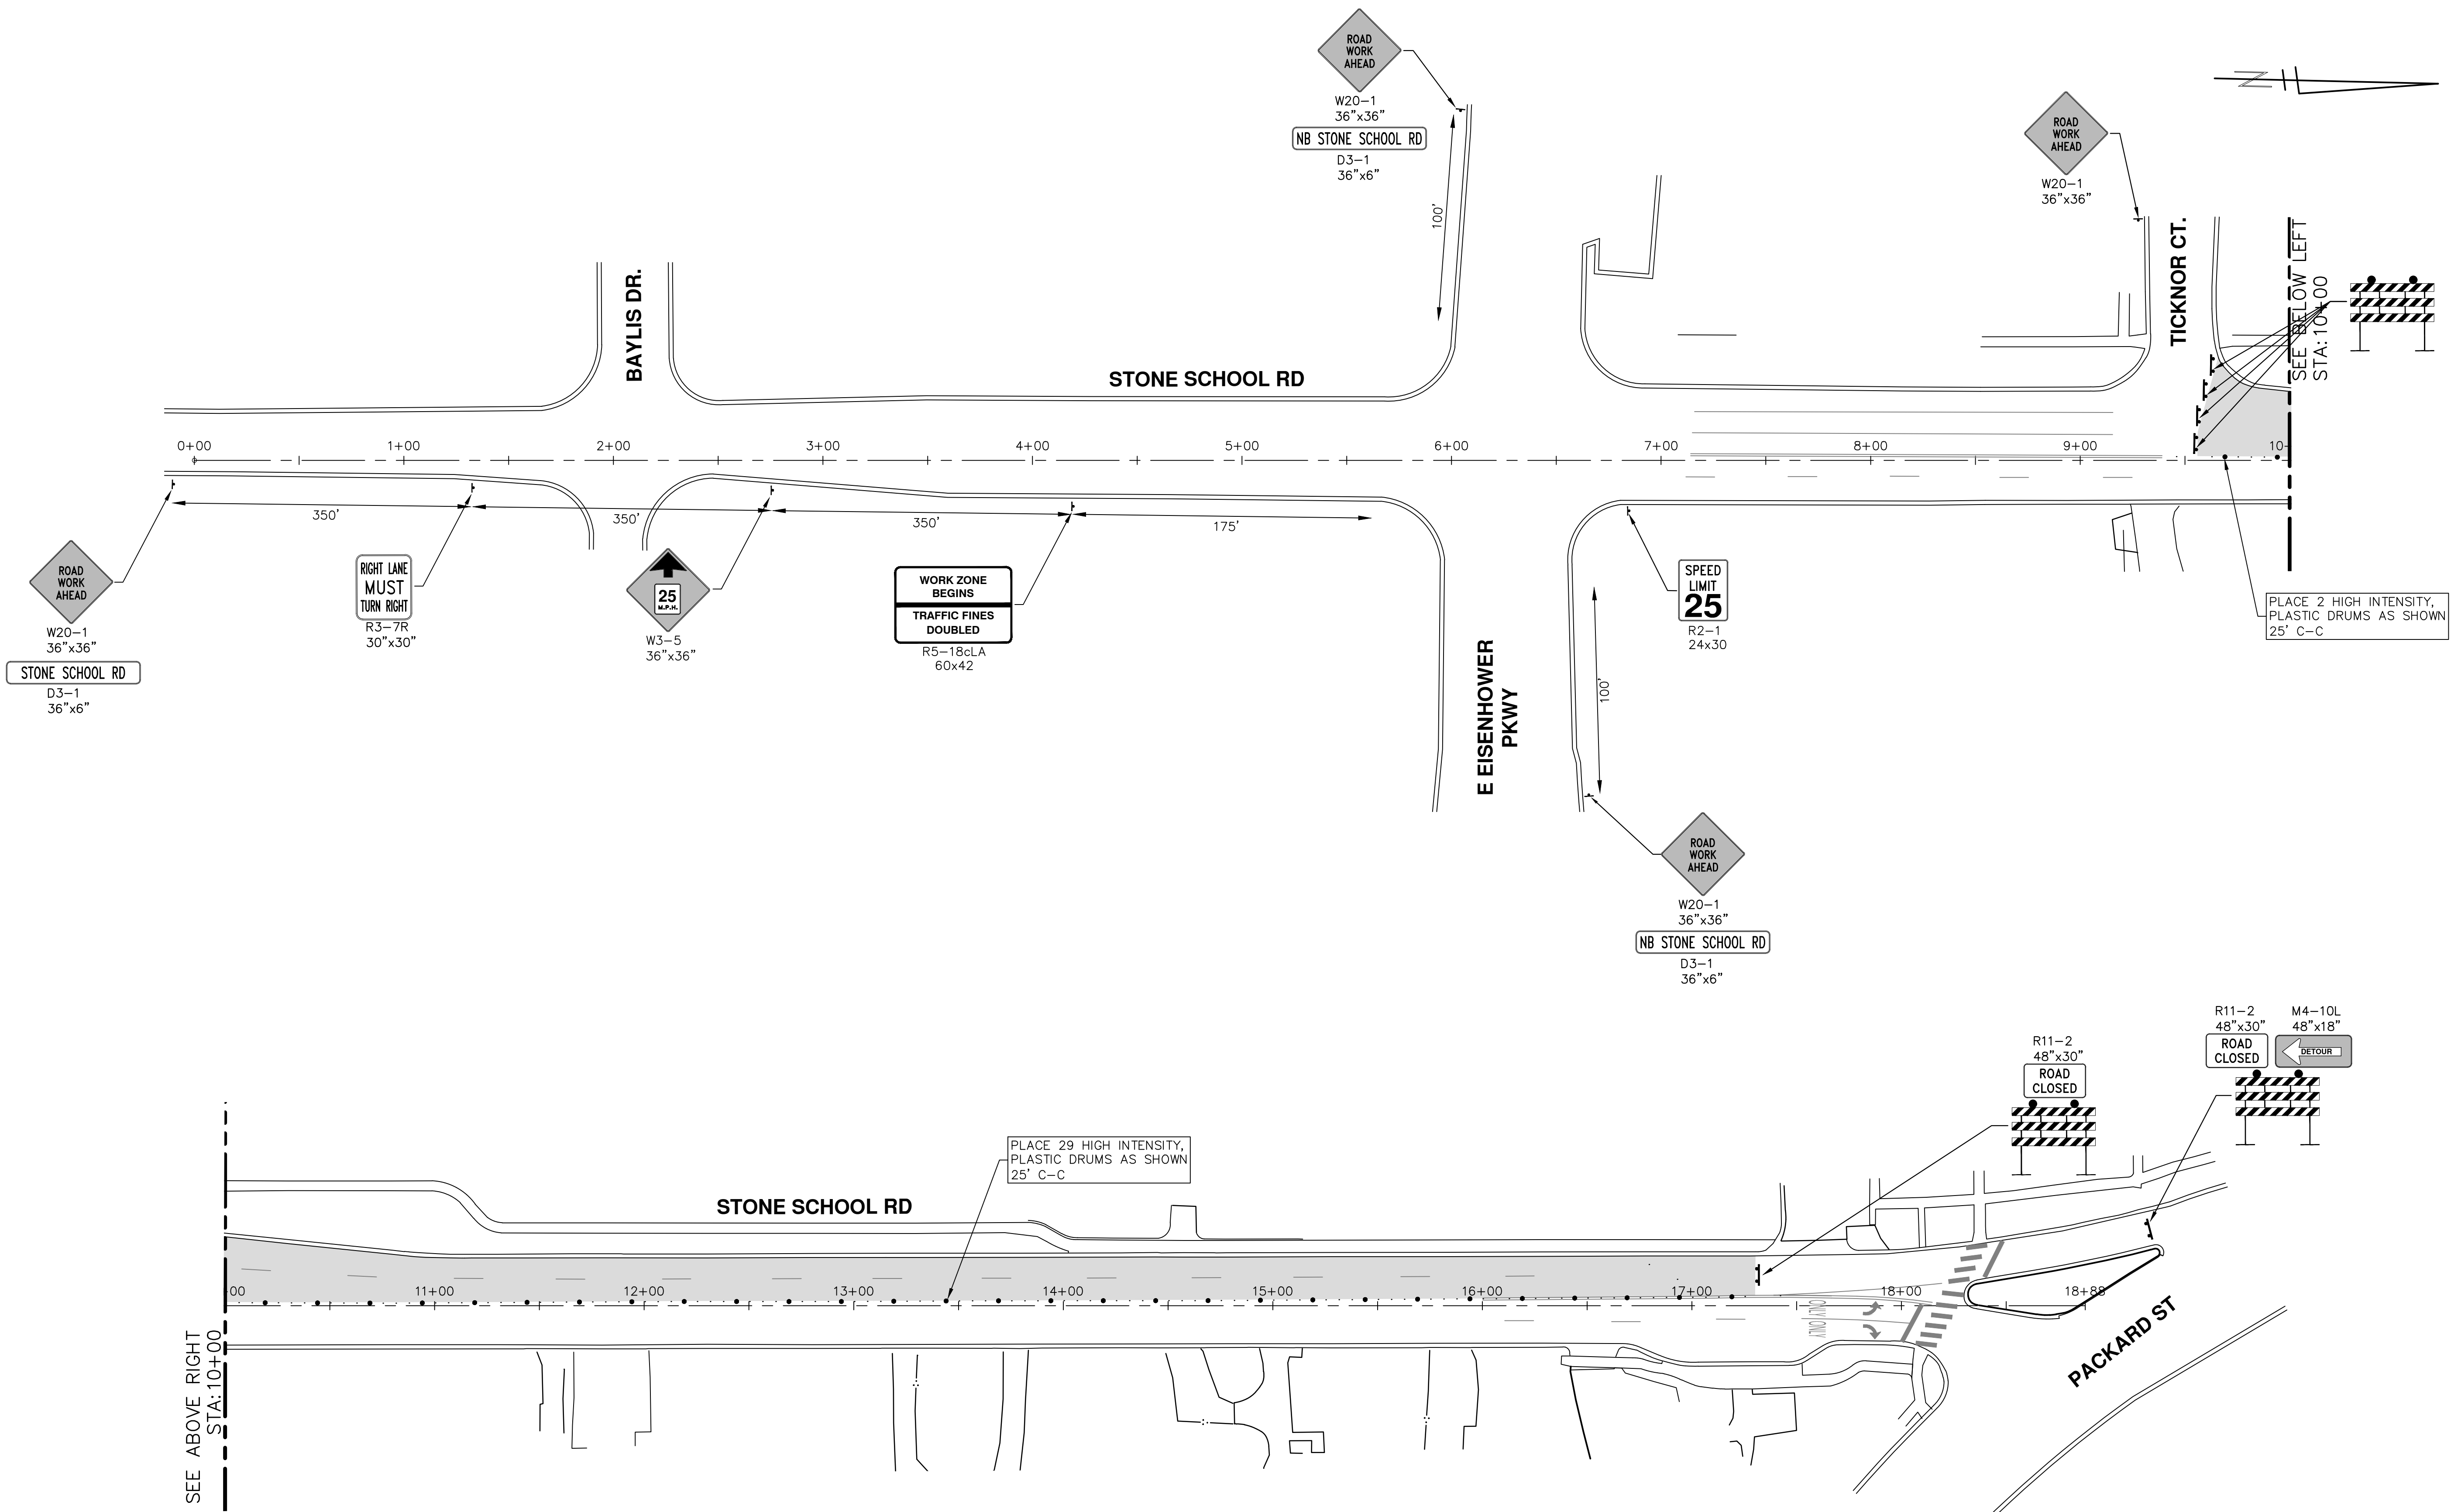 ROAD
WORK
AHEAD
W20-1
36"x36"
NB STONE SCHOOL RD
D3-1
36"x6"
100'
ROAD
WORK
AHEAD
W20-1
36"x36"
N
BAYLIS DR.
STONE SCHOOL RD
TICKNOR CT.
SEE BELOW LEFT
STA: 10+00
0+00
1+00
2+00
3+00
4+00
5+00
6+00
7+00
8+00
9+00
10-
350'
350'
350'
175'
ROAD
WORK
AHEAD
W20-1
36"x36"
STONE SCHOOL RD
D3-1
36"x6"
RIGHT LANE
MUST
TURN RIGHT
R3-7R
30"x30"
25
M.P.H.
W3-5
36"x36"
WORK ZONE
BEGINS
TRAFFIC FINES
DOUBLED
R5-18cLA
60x42
E EISENHOWER
PKWY
SPEED
LIMIT
25
R2-1
24x30
100'
PLACE 2 HIGH INTENSITY,
PLASTIC DRUMS AS SHOWN
25' C-C
ROAD
WORK
AHEAD
W20-1
36"x36"
NB STONE SCHOOL RD
D3-1
36"x6"
R11-2
48"x30"
ROAD
CLOSED
R11-2
48"x30"
ROAD
CLOSED
M4-10L
48"x18"
DETOUR
PLACE 29 HIGH INTENSITY,
PLASTIC DRUMS AS SHOWN
25' C-C
STONE SCHOOL RD
00
11+00
12+00
13+00
14+00
15+00
16+00
17+00
18+00
18+88
ONLY
ONLY
PACKARD ST
SEE ABOVE RIGHT
STA: 10+00